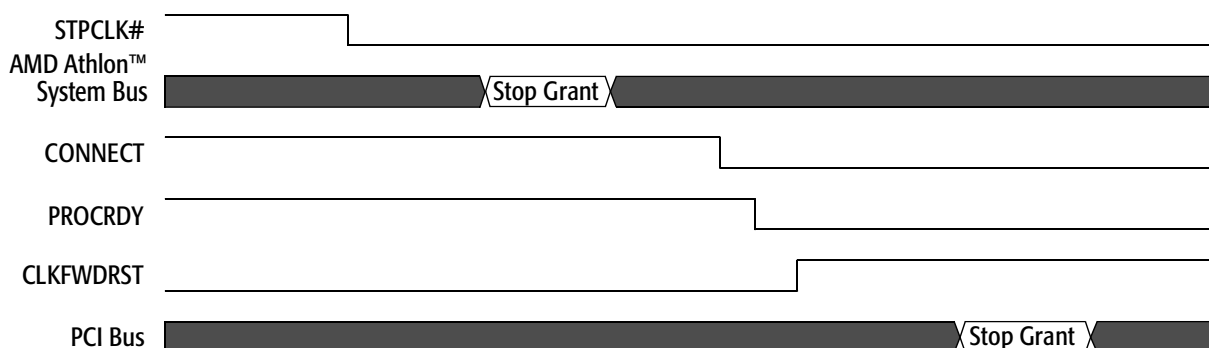 STPCLK#
AMD Athlon™
System Bus
Stop Grant
CONNECT
PROCRDY
CLKFWDRST
PCI Bus
Stop Grant